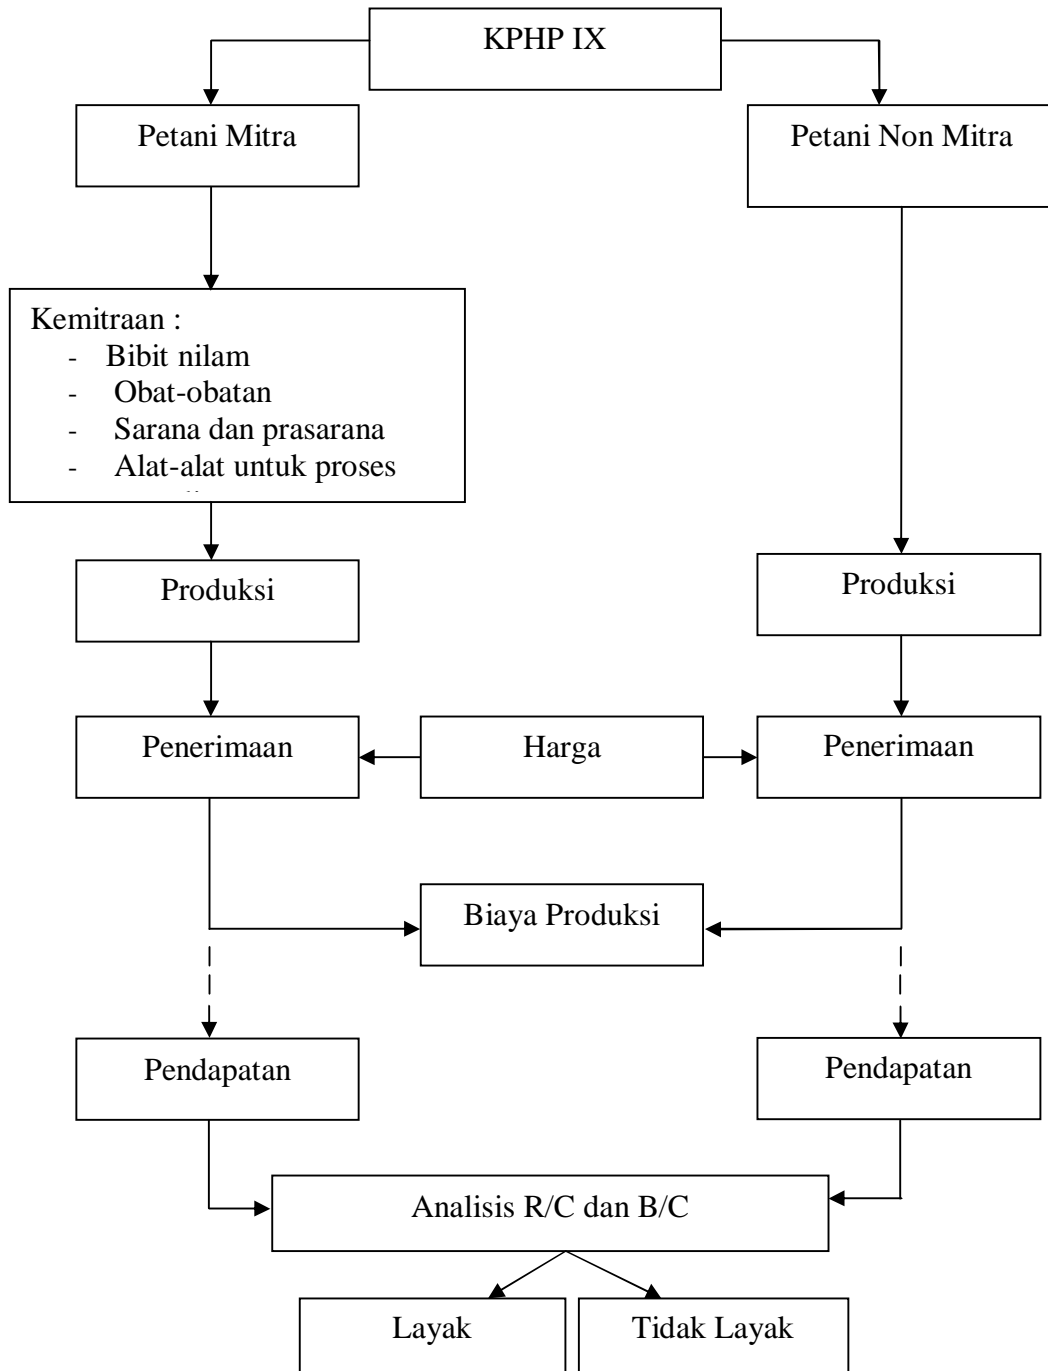 KPHP IX
Petani Mitra
Petani Non Mitra
Kemitraan :
- Bibit nilam
- Obat-obatan
- Sarana dan prasarana
- Alat-alat untuk proses
Produksi
Produksi
Penerimaan
Harga
Penerimaan
Biaya Produksi
Pendapatan
Pendapatan
Analisis R/C dan B/C
Layak
Tidak Layak